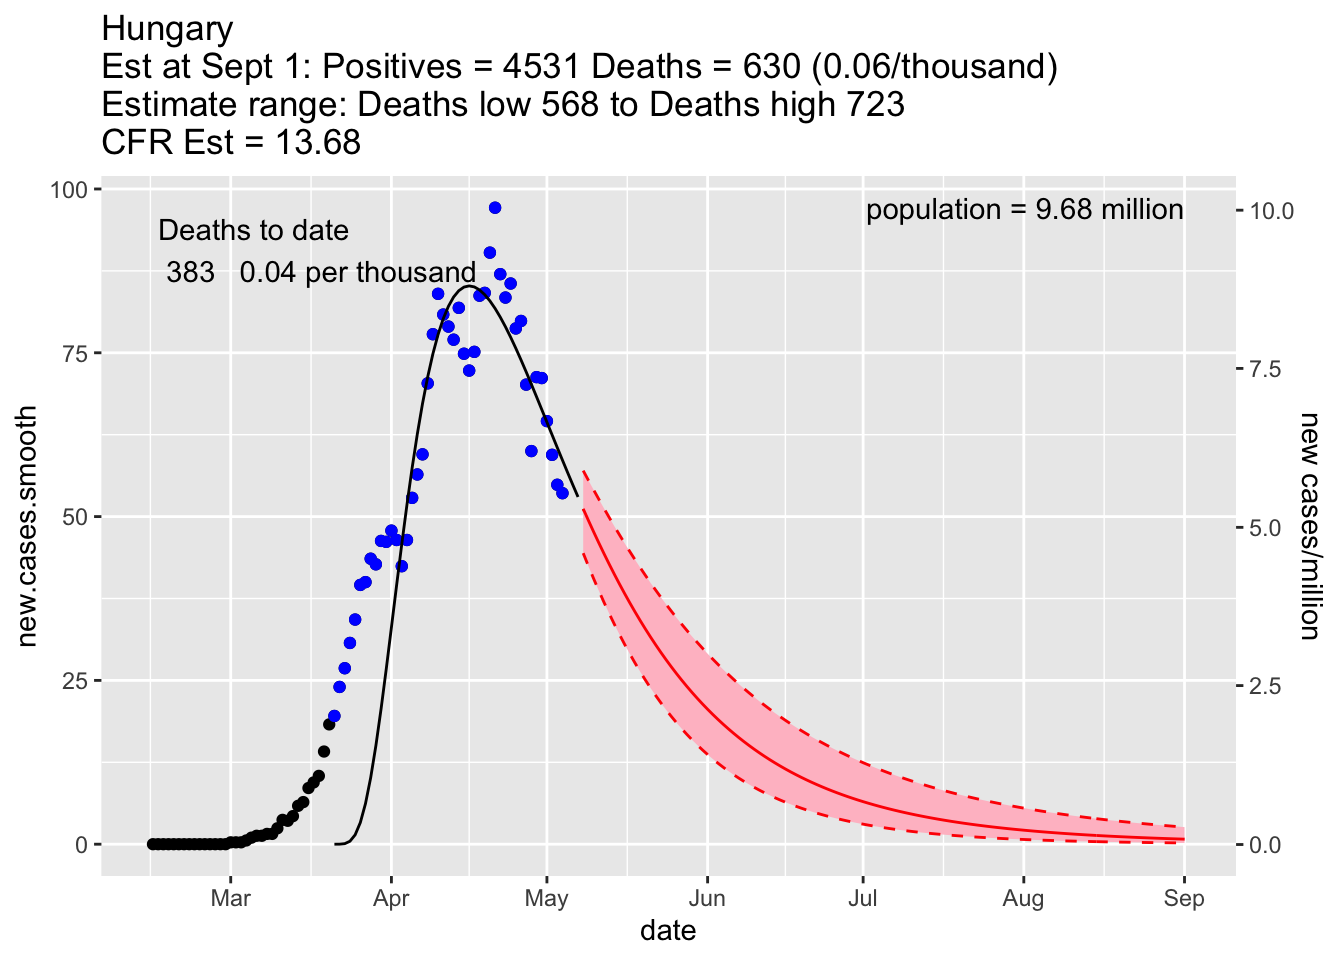 Hungary
Est at Sept 1: Positives = 4531 Deaths = 630 (0.06/thousand)
Estimate range: Deaths low 568 to Deaths high 723
CFR Est = 13.68
100
75
50
25
0
new.cases.smooth
Deaths to date
383 0.04 per thousand
population = 9.68 million
10.0
7.5
5.0
2.5
0.0
new cases/million
Mar Apr May Jun Jul Aug Sep
date